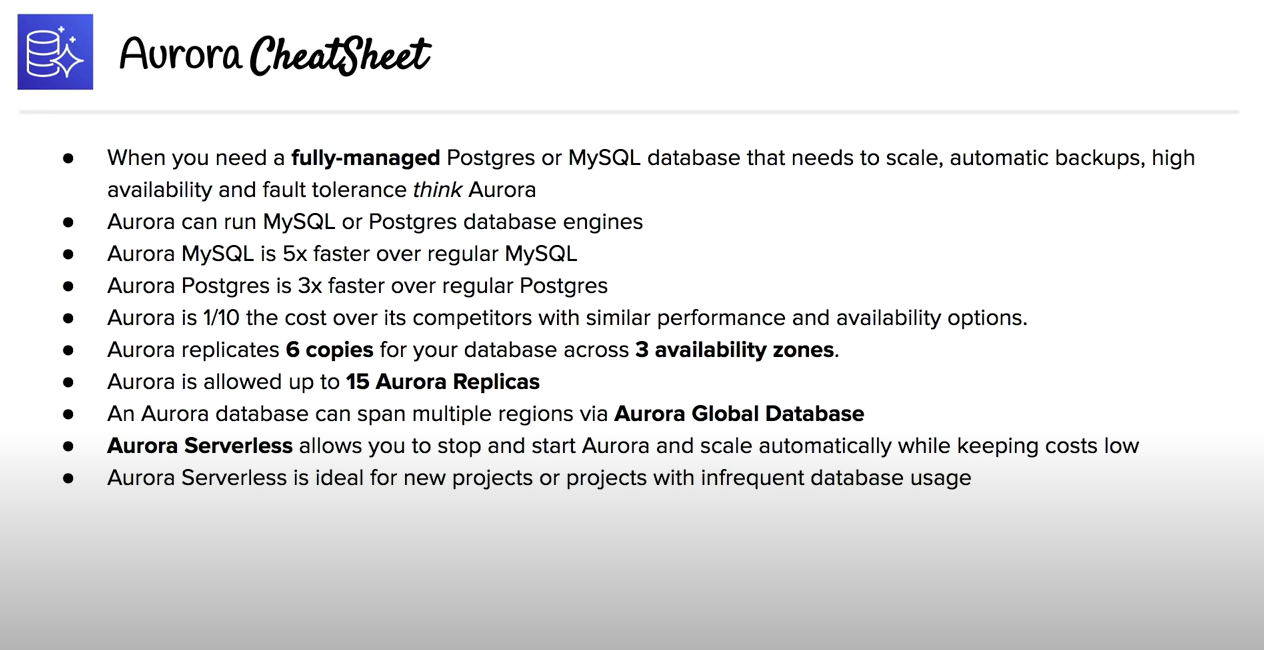 Aurora CheatSheet
● When you need a fully-managed Postgres or MySQL database that needs to scale, automatic backups, high
availability and fault tolerance think Aurora
● Aurora can run MySQL or Postgres database engines
● Aurora MySQL is 5x faster over regular MySQL
● Aurora Postgres is 3x faster over regular Postgres
● Aurora is 1/10 the cost over its competitors with similar performance and availability options.
● Aurora replicates 6 copies for your database across 3 availability zones.
● Aurora is allowed up to 15 Aurora Replicas
● An Aurora database can span multiple regions via Aurora Global Database
● Aurora Serverless allows you to stop and start Aurora and scale automatically while keeping costs low
● Aurora Serverless is ideal for new projects or projects with infrequent database usage